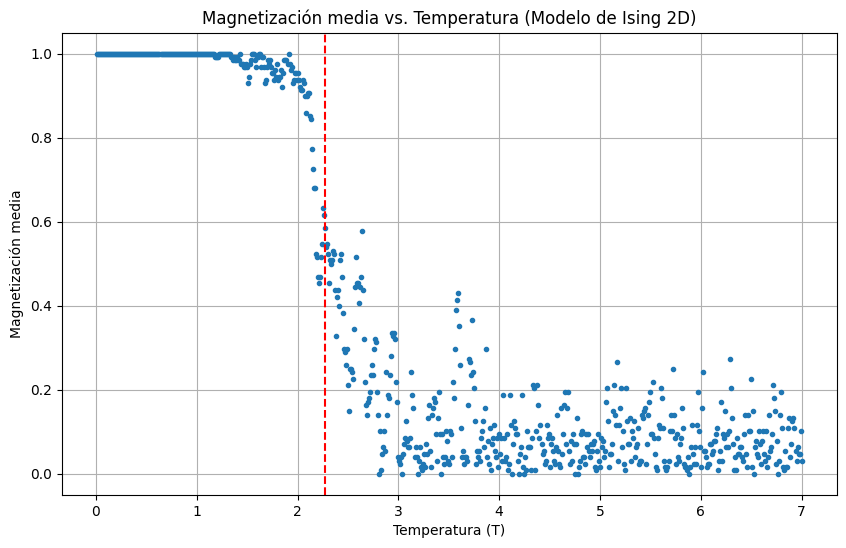 Magnetización media vs. Temperatura (Modelo de Ising 2D)
Magnetización media
1.0
0.8
0.6
0.4
0.2
0.0
0 1 2 3 4 5 6 7
Temperatura (T)